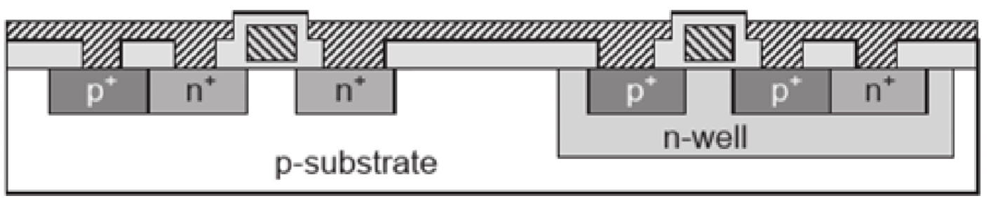 p⁺ n⁺ n⁺ p⁺ p⁺ n⁺
n-well
p-substrate